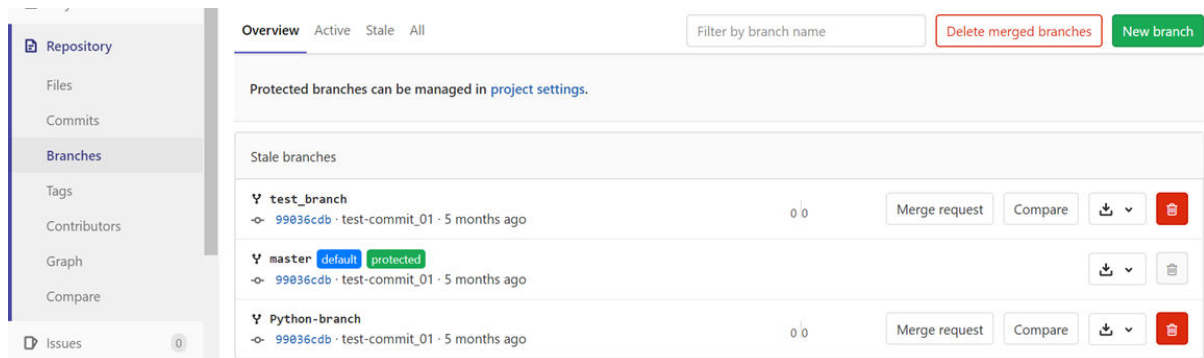 Overview Active Stale All Filter by branch name Delete merged branches New branch
Repository
Files
Commits
Branches
Tags
Contributors
Graph
Compare
Issues 0
Protected branches can be managed in project settings.
Stale branches
test_branch
99036cdb · test-commit_01 · 5 months ago
0 0 Merge request Compare
master default protected
99036cdb · test-commit_01 · 5 months ago
Python-branch
99036cdb · test-commit_01 · 5 months ago
0 0 Merge request Compare